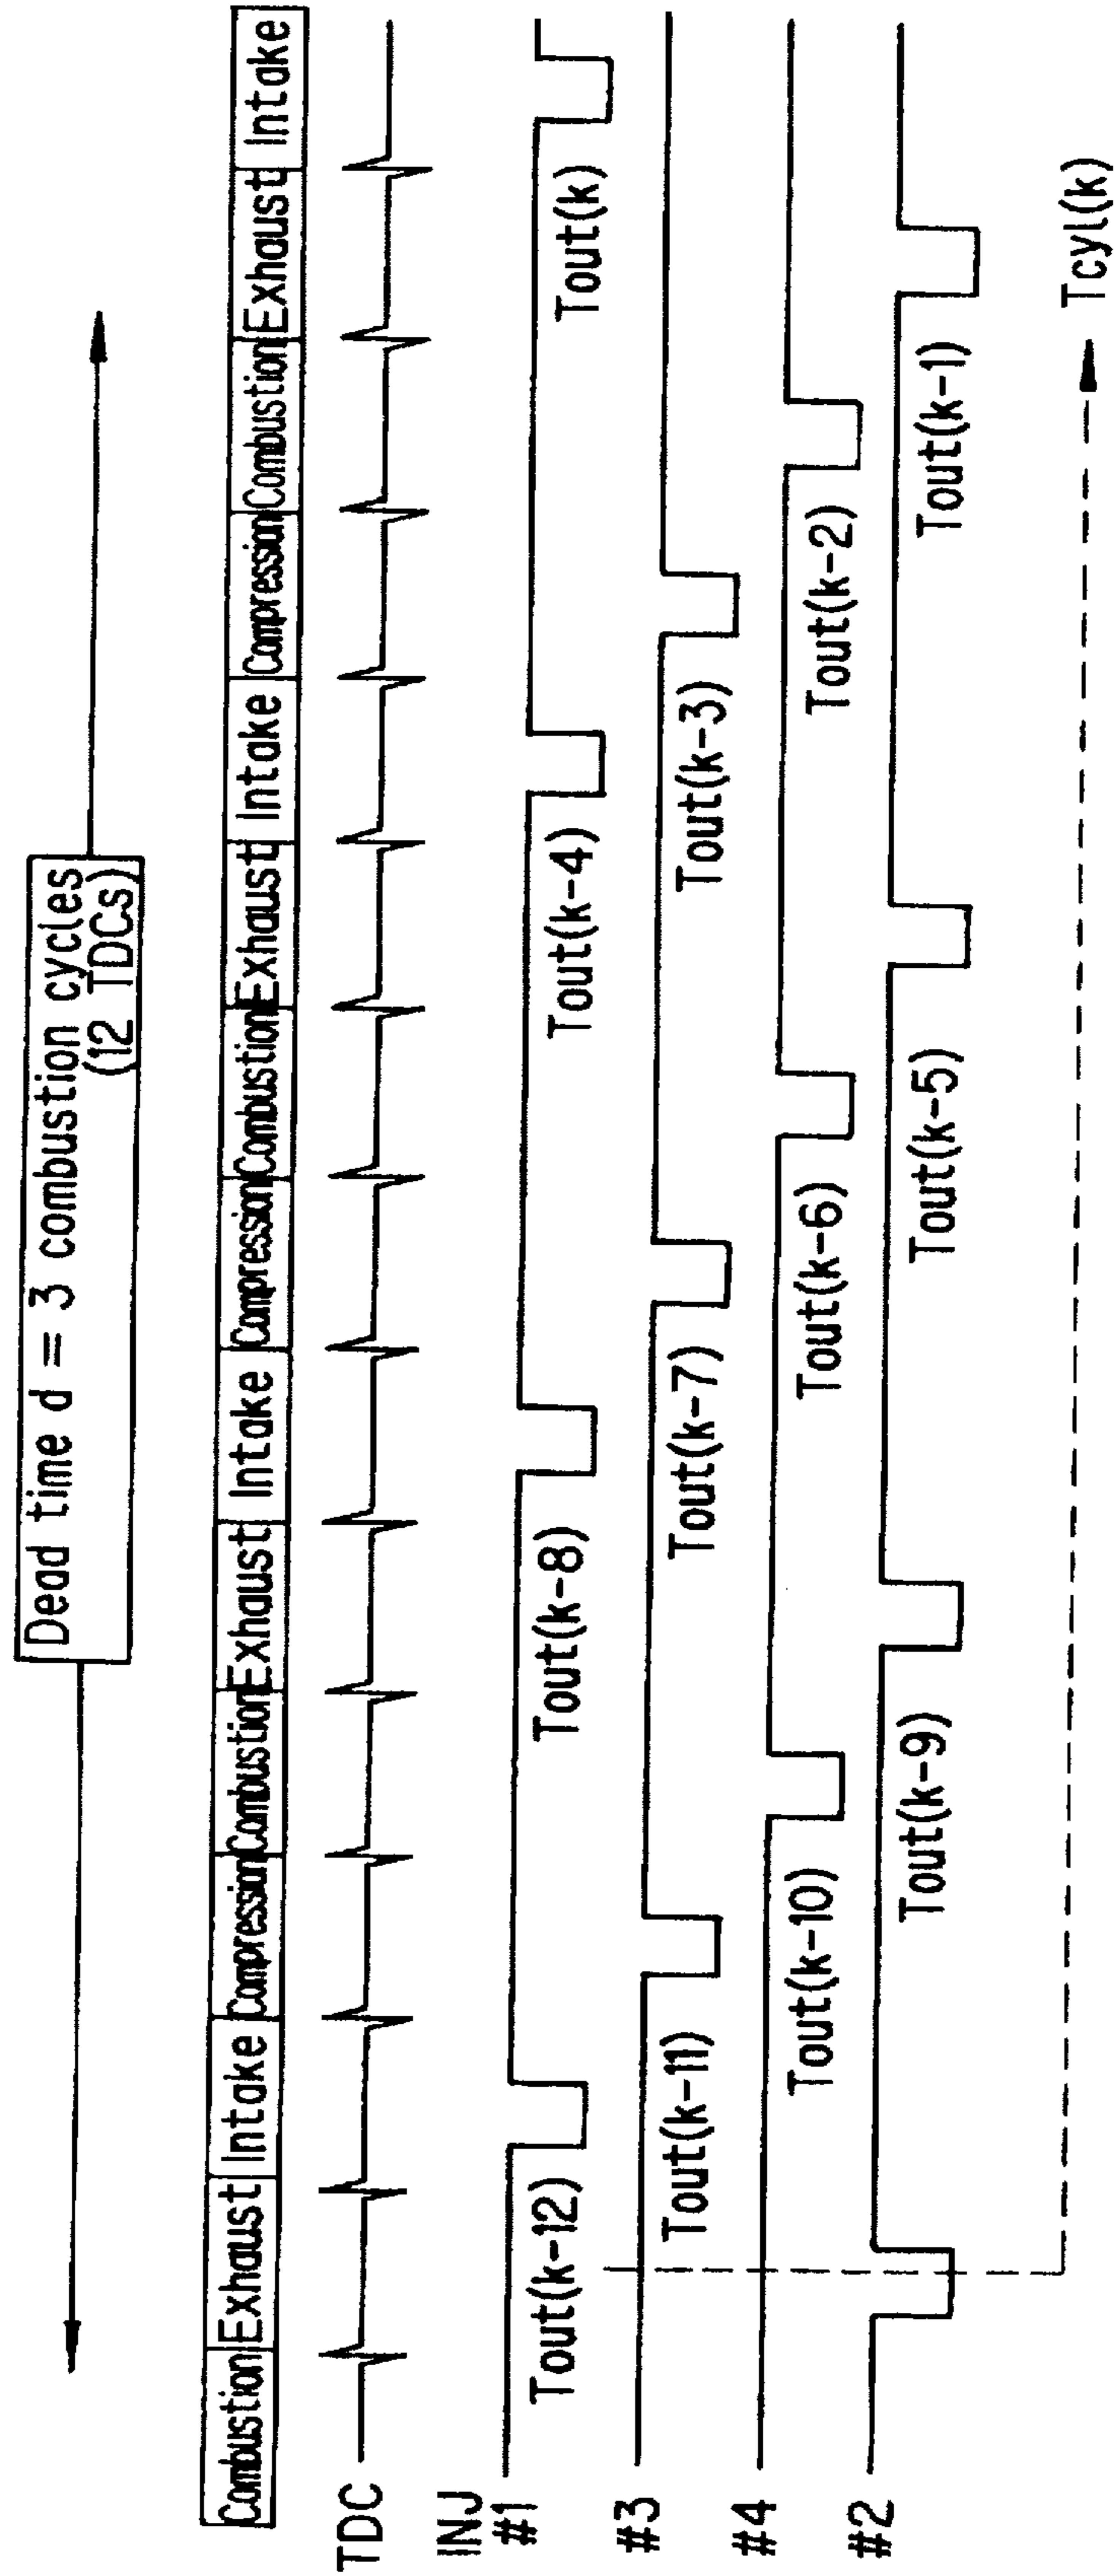 Dead time d = 3 combustion cycles
(12 TDCs)
Combustion Exhaust Intake Compression Combustion Exhaust Intake Compression Combustion Exhaust Intake Compression Combustion Exhaust Intake
TDC
INJ
#1
Tout(k-12) Tout(k-8) Tout(k-4) Tout(k)
#3
Tout(k-11) Tout(k-7) Tout(k-3)
#4
Tout(k-10) Tout(k-6) Tout(k-2)
#2
Tout(k-9) Tout(k-5) Tout(k-1)
Tcyl(k)